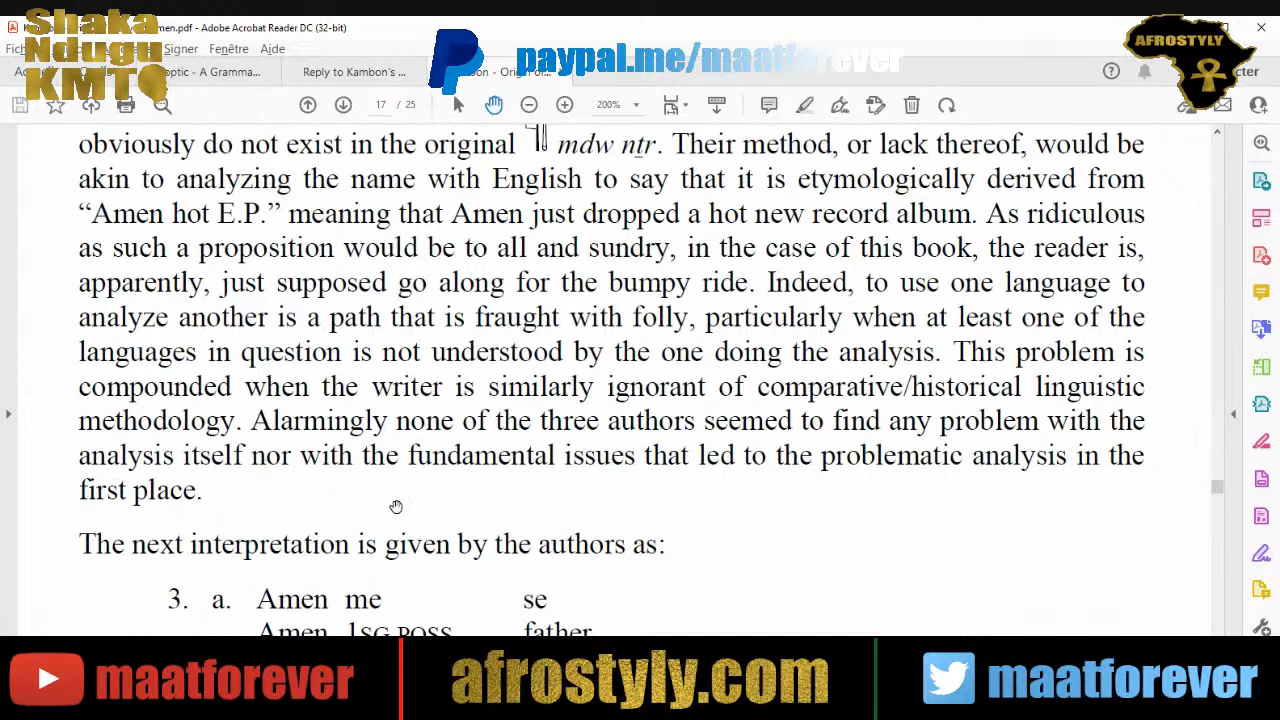 Shaka
Ndugu
KMT
men.pdf - Adobe Acrobat Reader DC (32-bit)
Signer Fenêtre Aide
optic - A Gramma... Reply to Kambon's ...
17 / 25 200%
paypal.me/maatforever
AFROSTYLY
obviously do not exist in the original mdw nṯr. Their method, or lack thereof, would be
akin to analyzing the name with English to say that it is etymologically derived from
“Amen hot E.P.” meaning that Amen just dropped a hot new record album. As ridiculous
as such a proposition would be to all and sundry, in the case of this book, the reader is,
apparently, just supposed go along for the bumpy ride. Indeed, to use one language to
analyze another is a path that is fraught with folly, particularly when at least one of the
languages in question is not understood by the one doing the analysis. This problem is
compounded when the writer is similarly ignorant of comparative/historical linguistic
methodology. Alarmingly none of the three authors seemed to find any problem with the
analysis itself nor with the fundamental issues that led to the problematic analysis in the
first place.
The next interpretation is given by the authors as:
3. a. Amen me se
Amen 1SG.POSS father
maatforever
afrostyly.com
maatforever